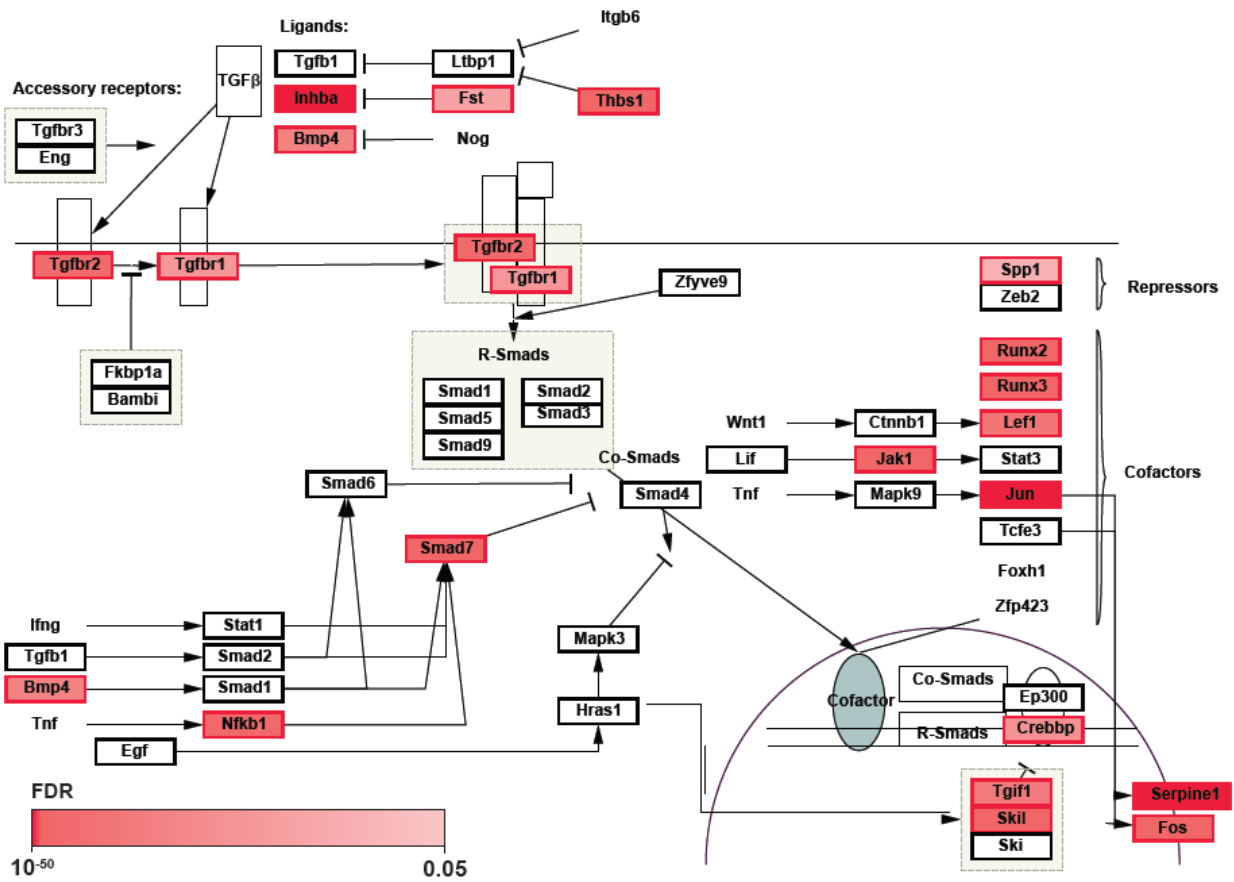 Ligands:
Itgb6
TGFβ
Tgfb1
Ltbp1
Accessory receptors:
Inhba
Fst
Thbs1
Tgfbr3
Eng
Bmp4
Nog
Tgfbr2
Tgfbr1
Tgfbr2
Tgfbr1
Zfyve9
Spp1
Zeb2
Repressors
Fkbp1a
Bambi
R-Smads
Smad1
Smad5
Smad9
Smad2
Smad3
Runx2
Runx3
Wnt1
Ctnnb1
Lef1
Co-Smads
Lif
Jak1
Stat3
Cofactors
Smad6
Smad4
Tnf
Mapk9
Jun
Smad7
Tcfe3
Foxh1
Zfp423
Ifng
Stat1
Tgfb1
Smad2
Bmp4
Smad1
Tnf
Nfkb1
Egf
Mapk3
Hras1
Cofactor
Co-Smads
R-Smads
Ep300
Crebbp
Tgif1
Skil
Ski
Serpine1
Fos
FDR
10-50
0.05